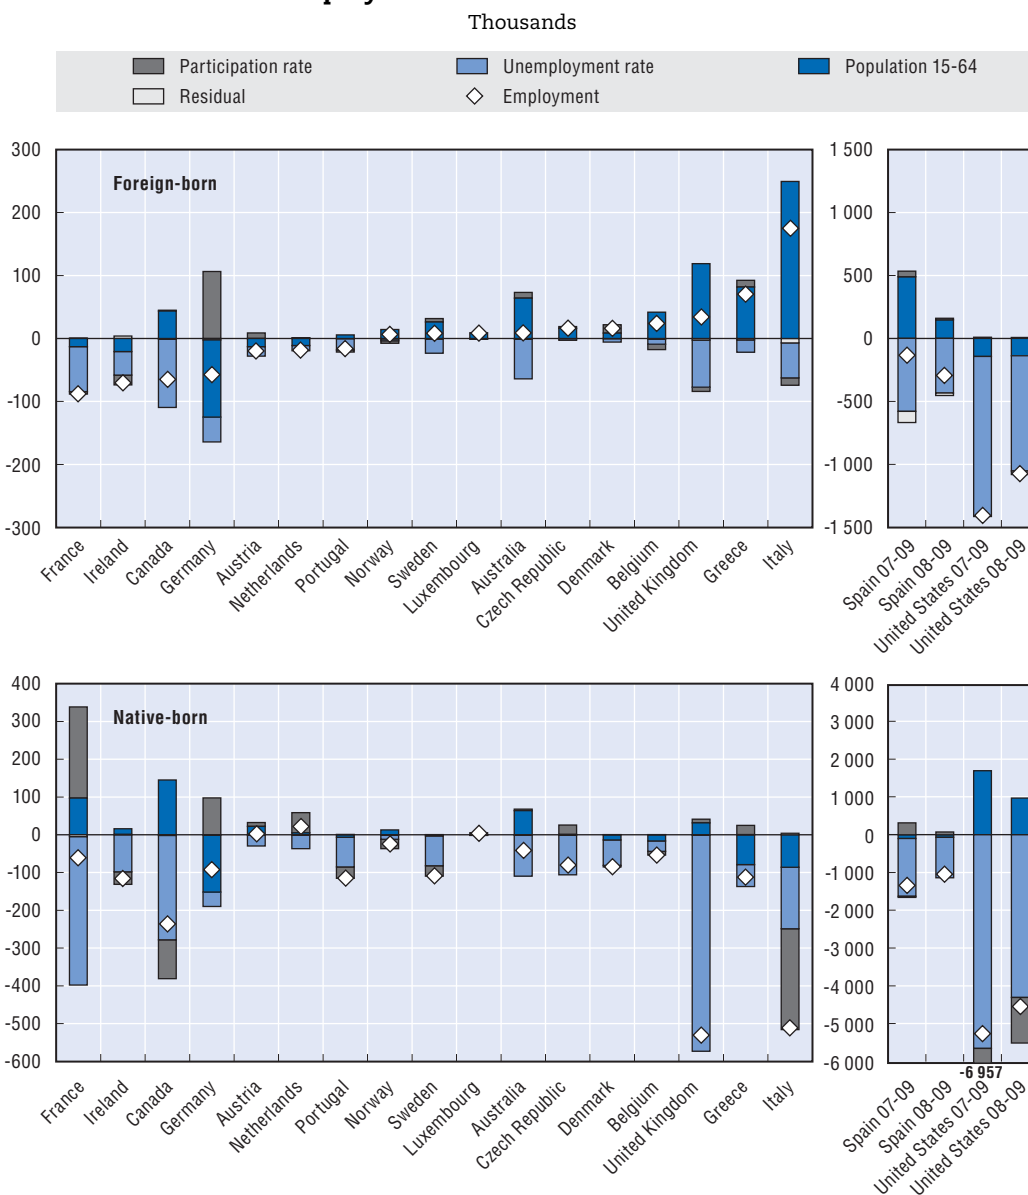 Thousands
Participation rate Unemployment rate Population 15-64
Residual Employment
300 1 500
Foreign-born
200 1 000
100 500
0 0
-100 -500
-200 -1 000
-300 -1 500
France Ireland Canada Germany Austria Netherlands Portugal Norway Sweden Luxembourg Australia Czech Republic Denmark Belgium United Kingdom Greece Italy Spain 07-09 Spain 08-09 United States 07-09 United States 08-09
400 4 000
Native-born
300 3 000
200 2 000
100 1 000
0 0
-100 -1 000
-200 -2 000
-300 -3 000
-400 -4 000
-500 -5 000
-600 -6 000
-6 957
France Ireland Canada Germany Austria Netherlands Portugal Norway Sweden Luxembourg Australia Czech Republic Denmark Belgium United Kingdom Greece Italy Spain 07-09 Spain 08-09 United States 07-09 United States 08-09